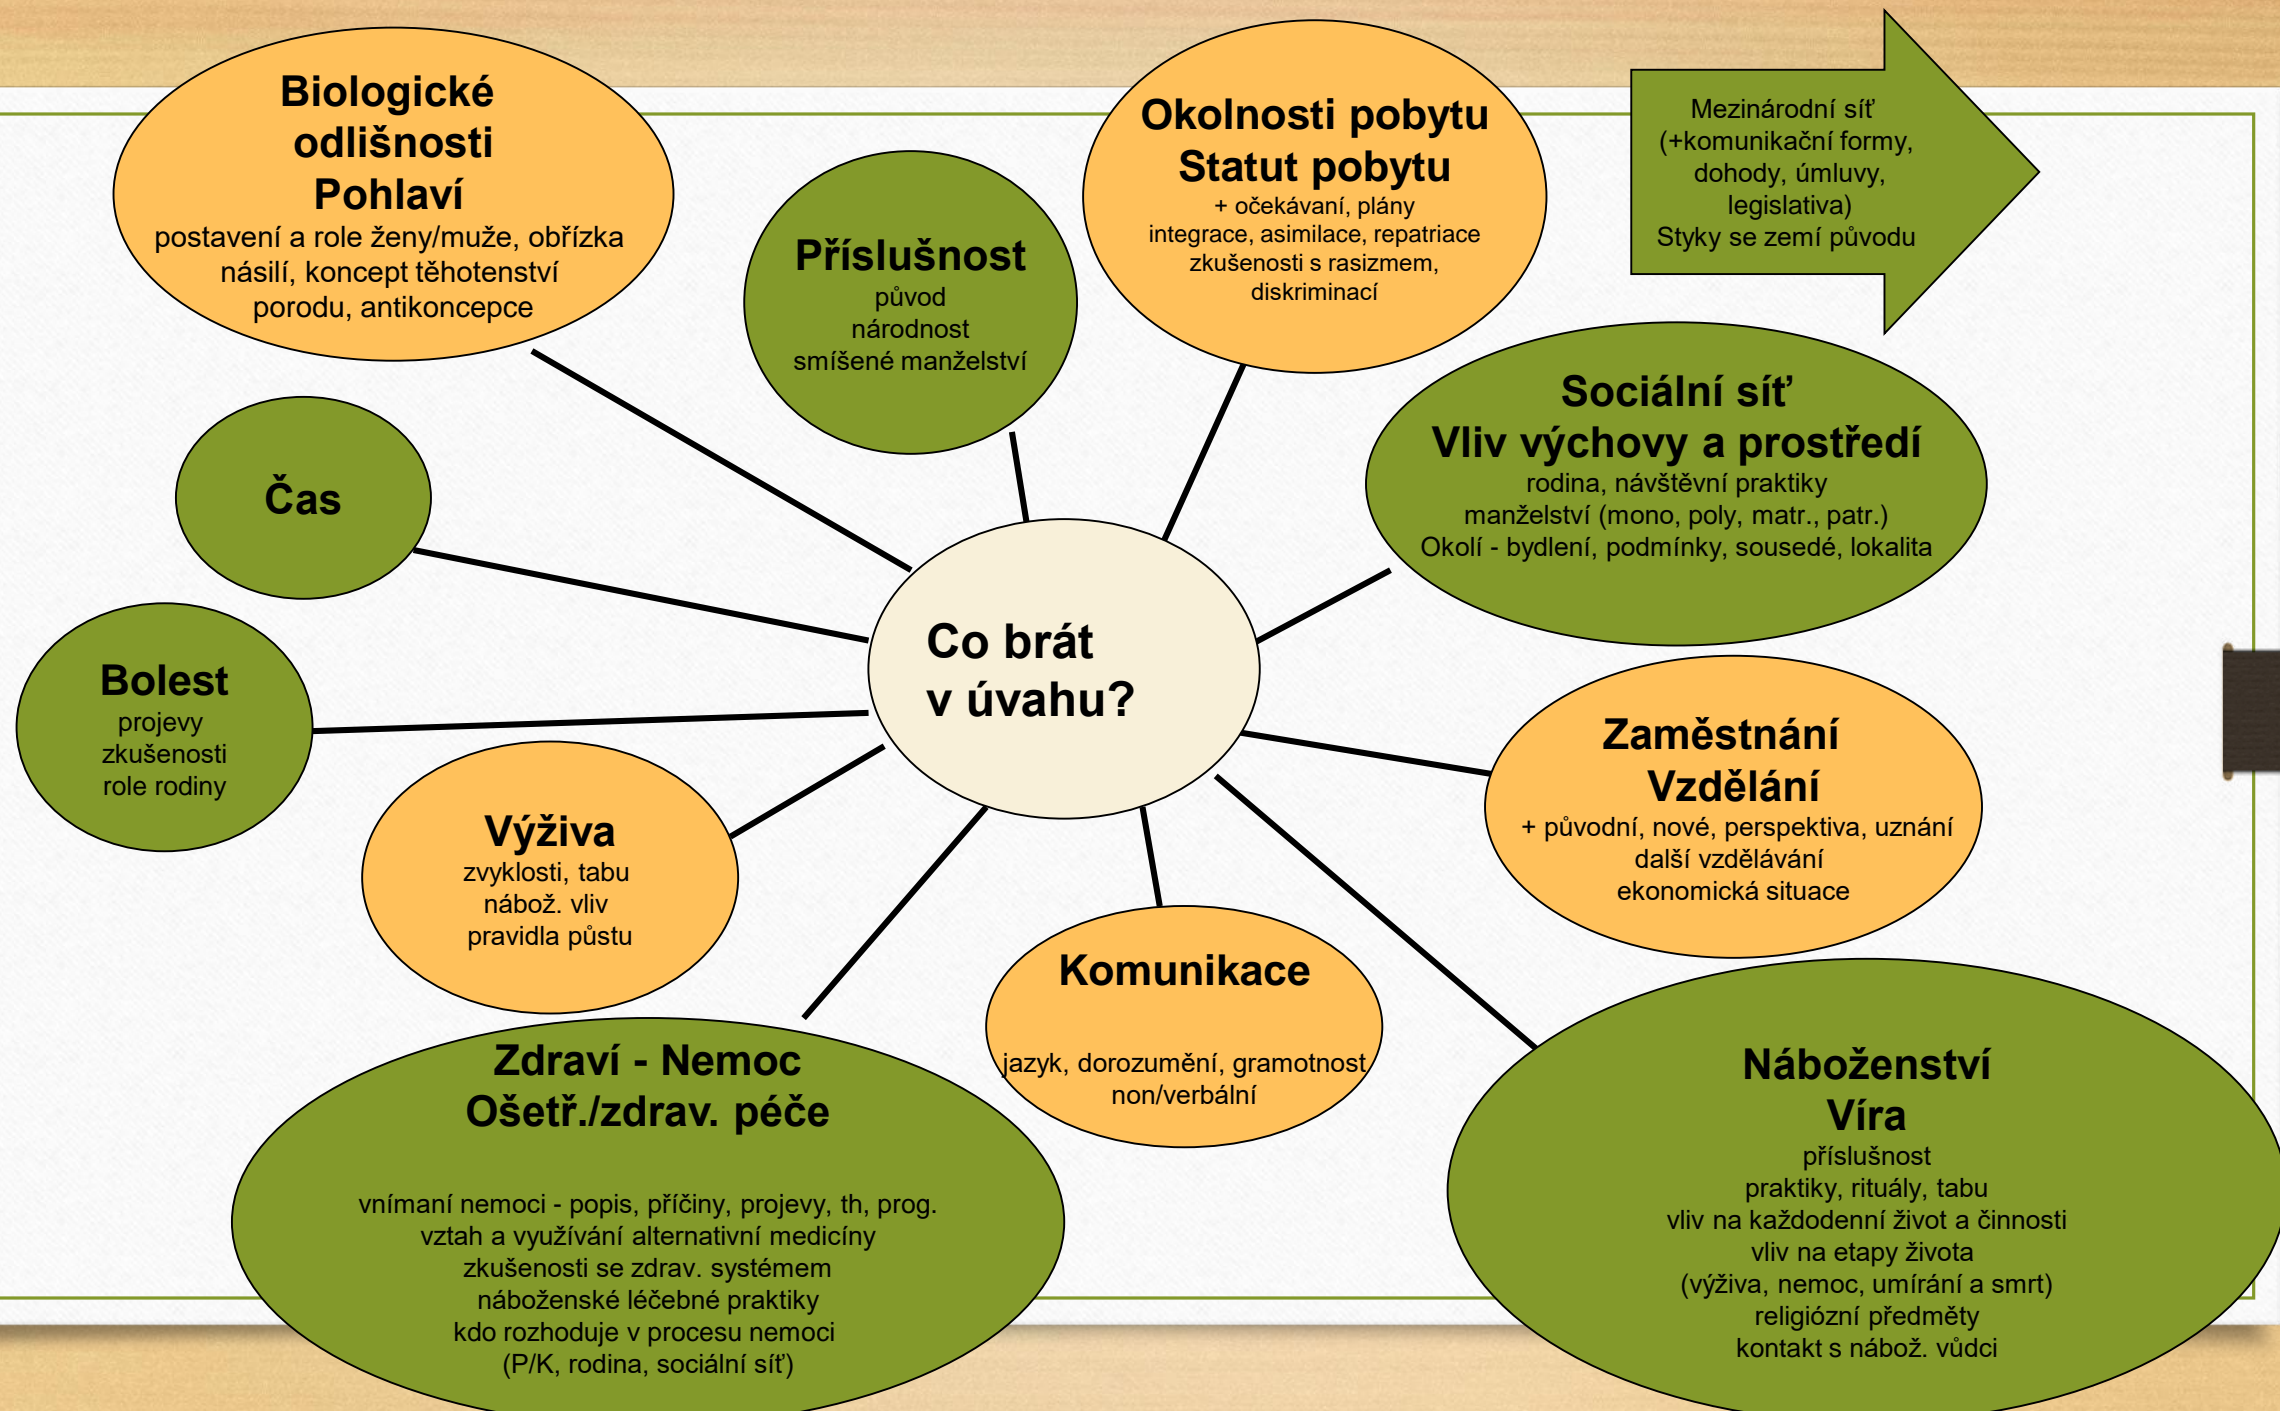 Biologické
odlišnosti
Pohlaví
postavení a role ženy/muže, obřízka
násilí, koncept těhotenství
porodu, antikoncepce
Příslušnost
původ
národnost
smíšené manželství
Okolnosti pobytu
Statut pobytu
+ očekávaní, plány
integrace, asimilace, repatriace
zkušenosti s rasizmem,
diskriminací
Mezinárodní síť
(+komunikační formy,
dohody, úmluvy,
legislativa)
Styky se zemí původu
Sociální síť
Vliv výchovy a prostředí
rodina, návštěvní praktiky
manželství (mono, poly, matr., patr.)
Okolí - bydlení, podmínky, sousedé, lokalita
Čas
Co brát
v úvahu?
Bolest
projevy
zkušenosti
role rodiny
Zaměstnání
Vzdělání
+ původní, nové, perspektiva, uznání
další vzdělávání
ekonomická situace
Výživa
zvyklosti, tabu
nábož. vliv
pravidla půstu
Komunikace
jazyk, dorozumění, gramotnost
non/verbální
Zdraví - Nemoc
Ošetř./zdrav. péče
vnímaní nemoci - popis, příčiny, projevy, th, prog.
vztah a využívání alternativní medicíny
zkušenosti se zdrav. systémem
náboženské léčebné praktiky
kdo rozhoduje v procesu nemoci
(P/K, rodina, sociální síť)
Náboženství
Víra
příslušnost
praktiky, rituály, tabu
vliv na každodenní život a činnosti
vliv na etapy života
(výživa, nemoc, umírání a smrt)
religiózní předměty
kontakt s nábož. vůdci